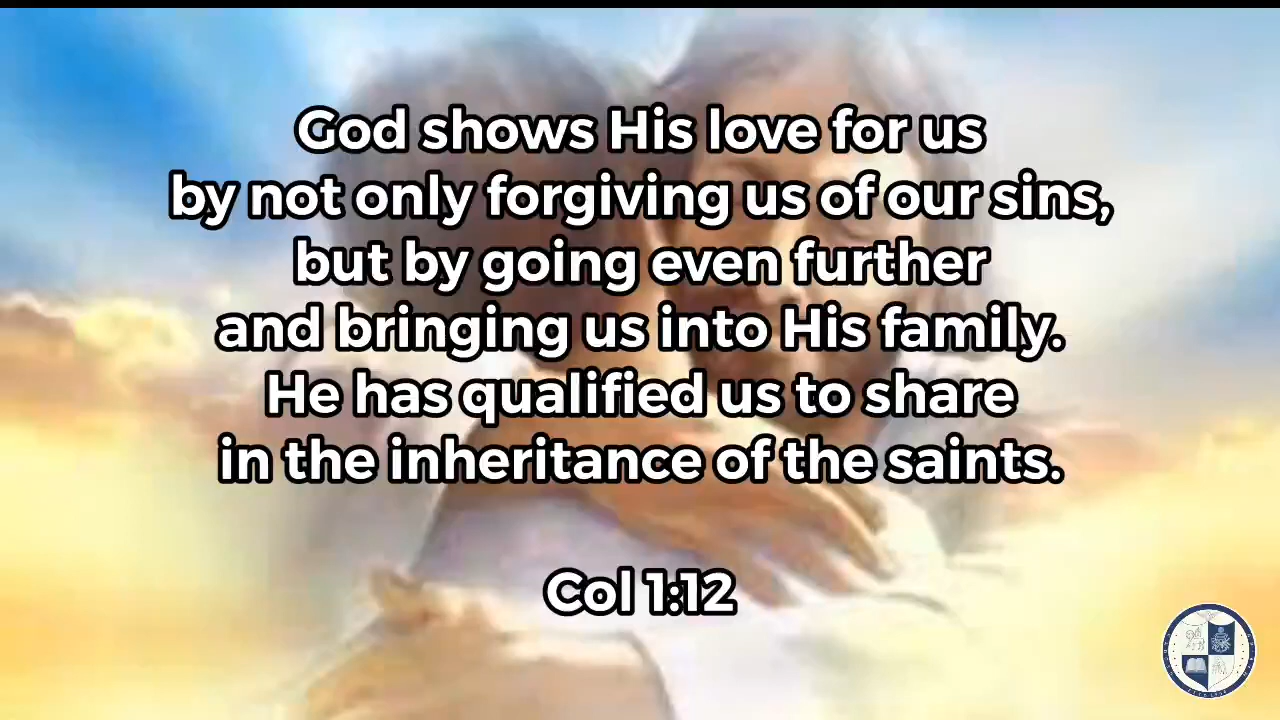 God shows His love for us
by not only forgiving us of our sins,
but by going even further
and bringing us into His family.
He has qualified us to share
in the inheritance of the saints.
Col 1:12